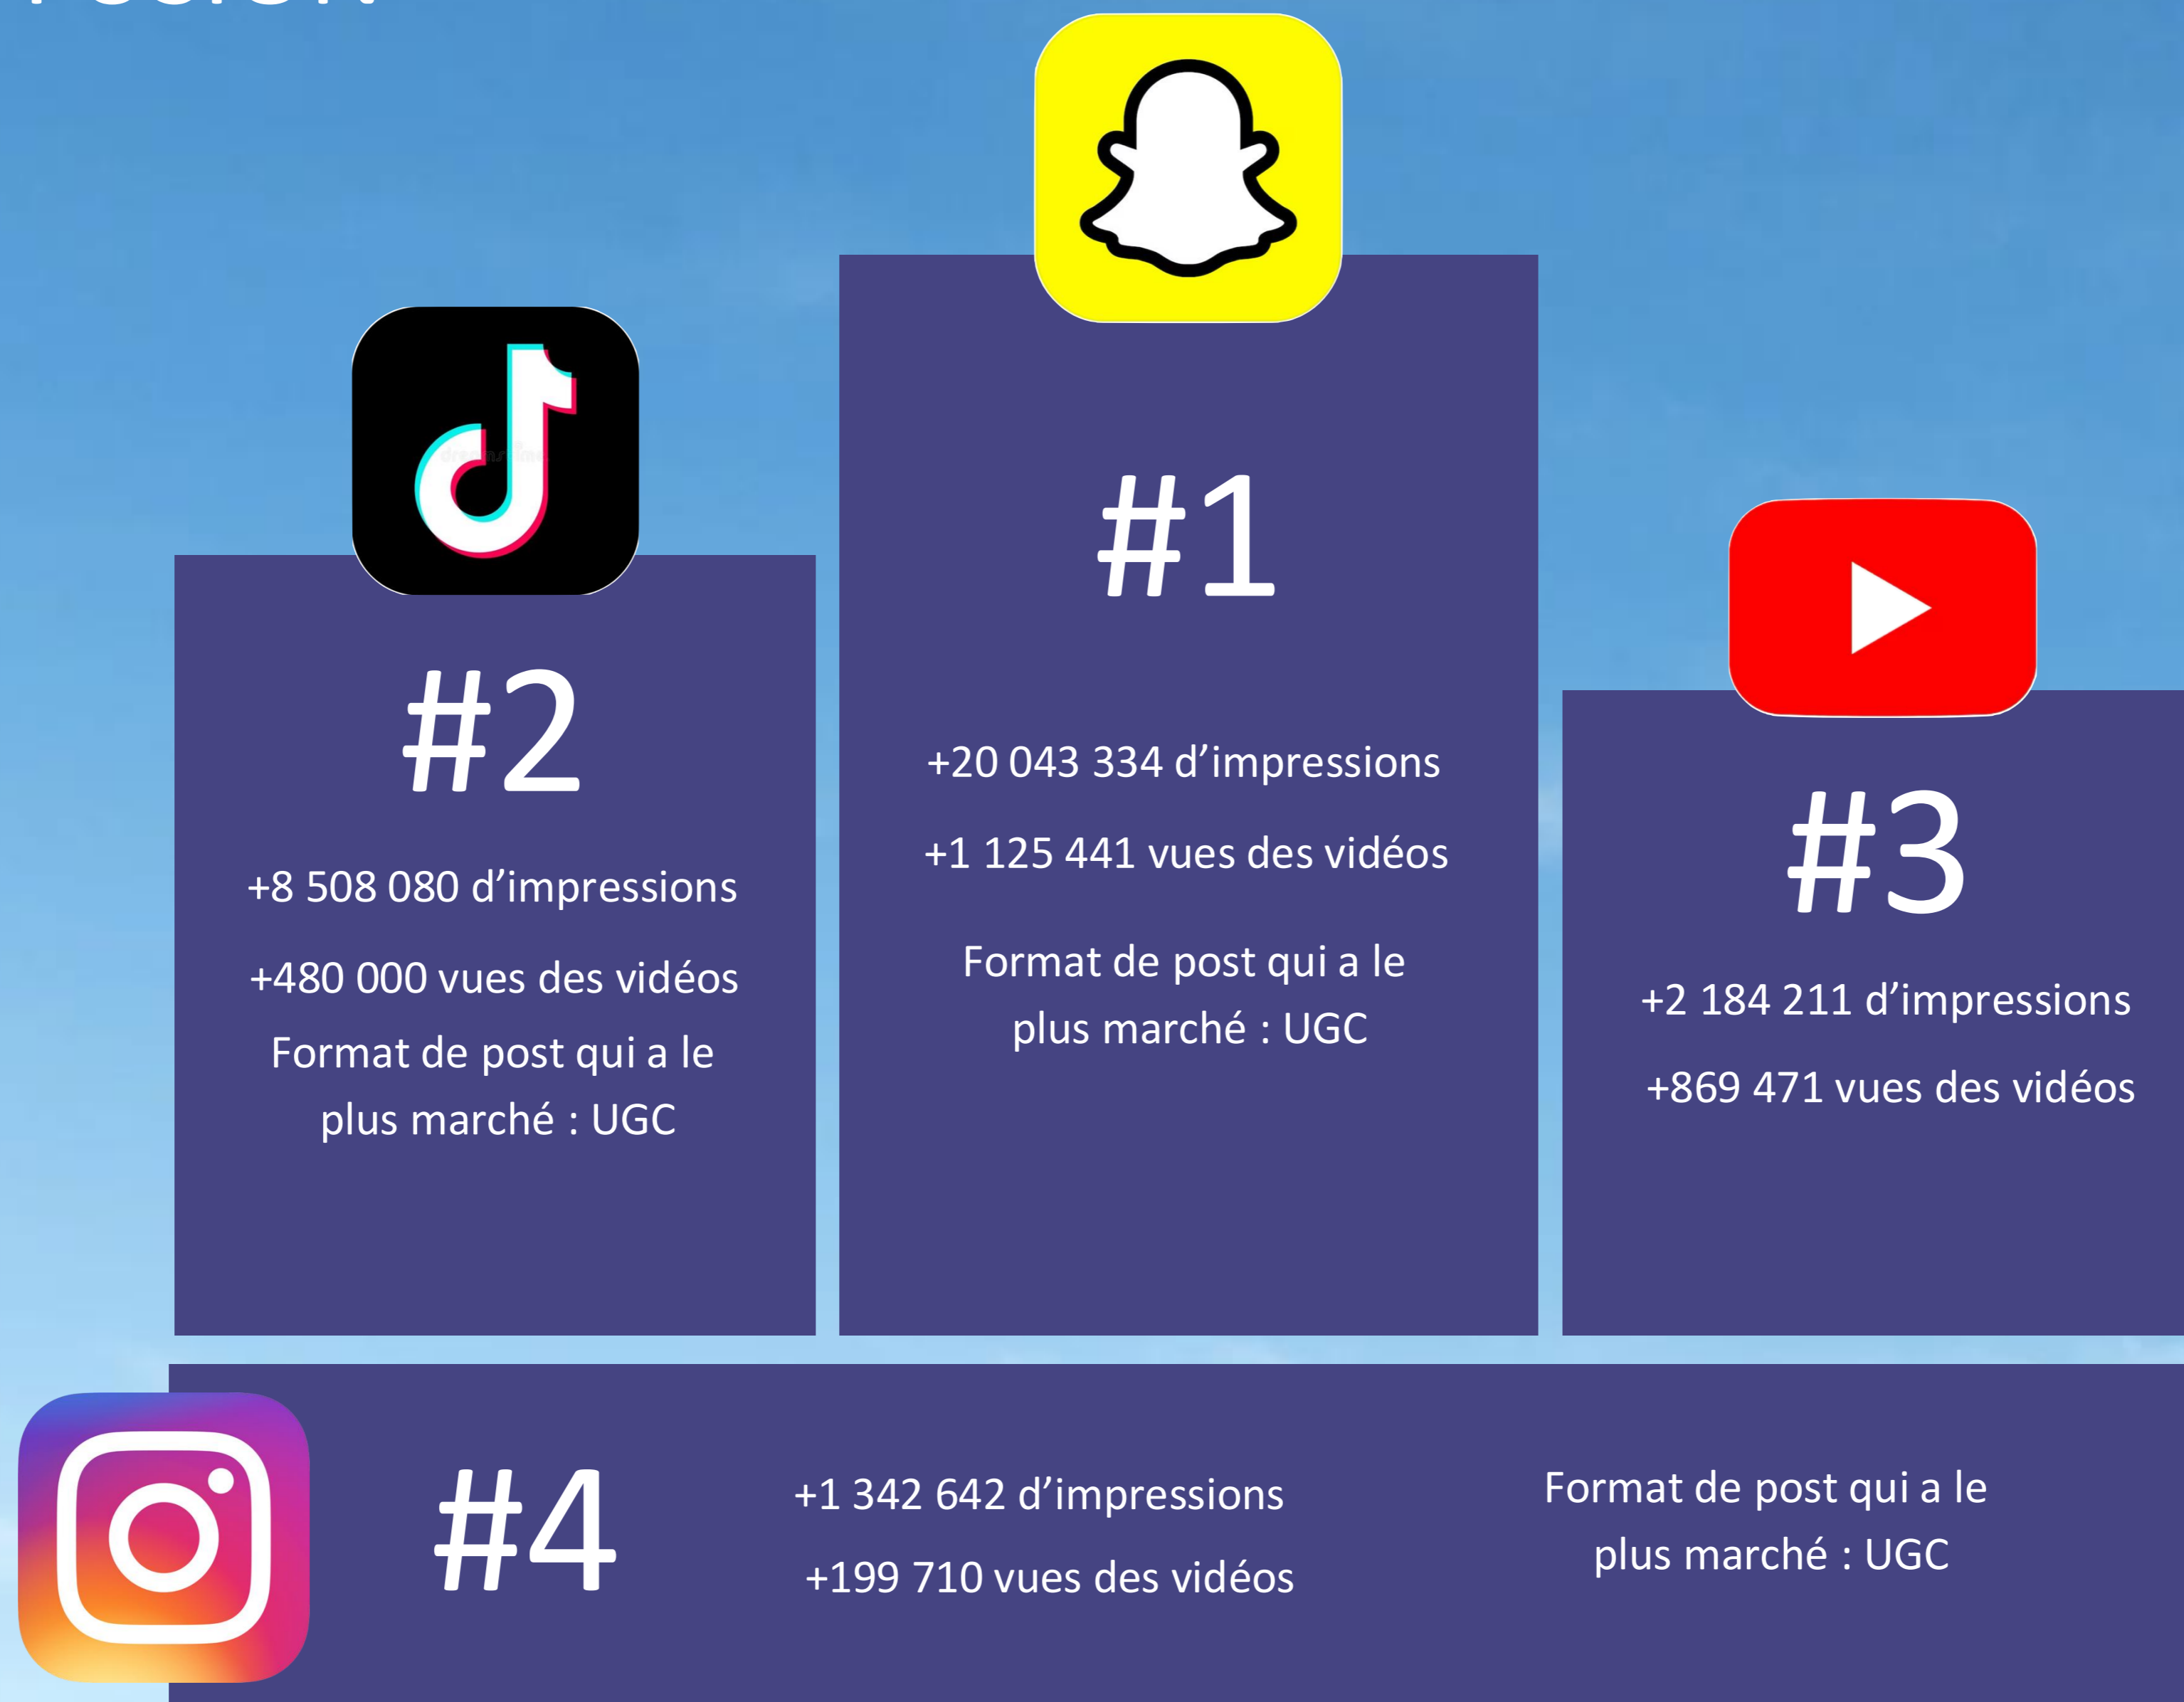 #1
+20 043 334 d’impressions
+1 125 441 vues des vidéos
Format de post qui a le
plus marché : UGC
#2
+8 508 080 d’impressions
+480 000 vues des vidéos
Format de post qui a le
plus marché : UGC
#3
+2 184 211 d’impressions
+869 471 vues des vidéos
#4
+1 342 642 d’impressions
+199 710 vues des vidéos
Format de post qui a le
plus marché : UGC